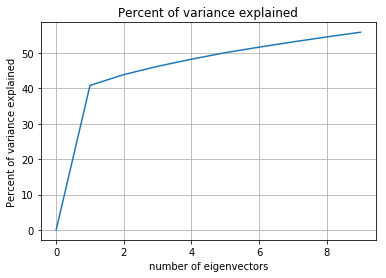 Percent of variance explained
Percent of variance explained
50
40
30
20
10
0
0 2 4 6 8
number of eigenvectors